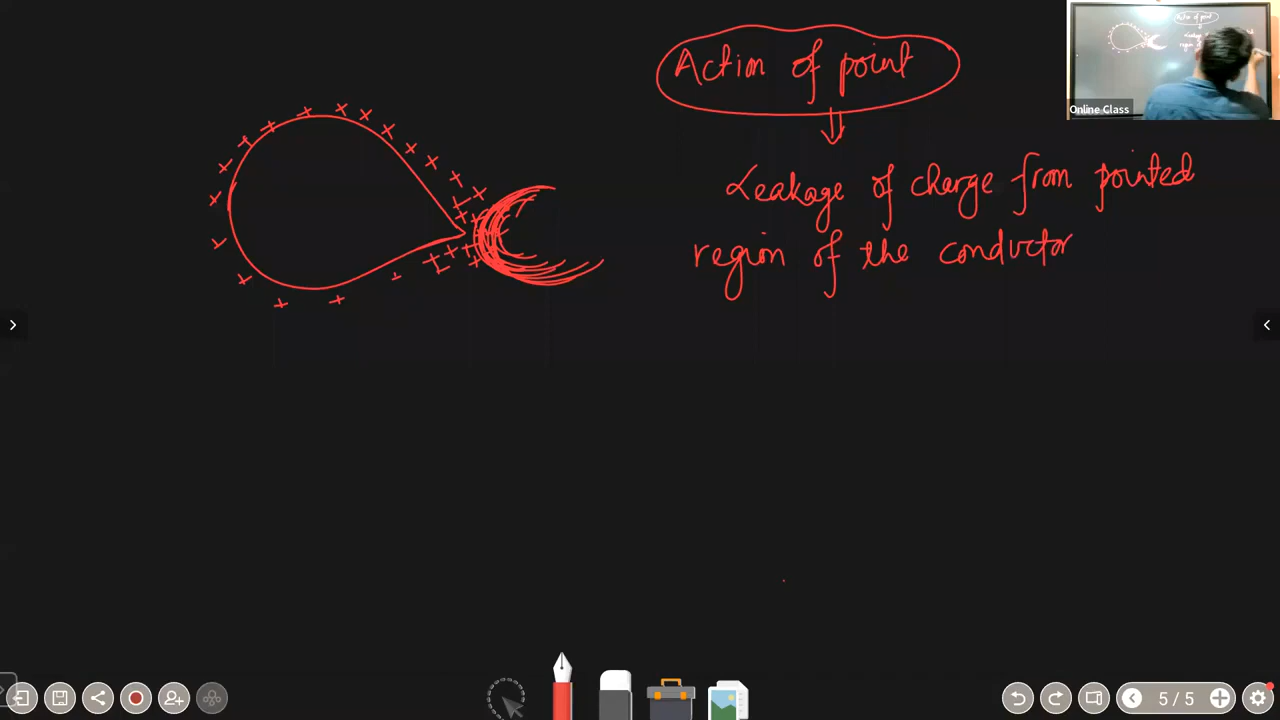 Action of point
Leakage of charge from pointed
region of the conductor
Online Class
5 / 5